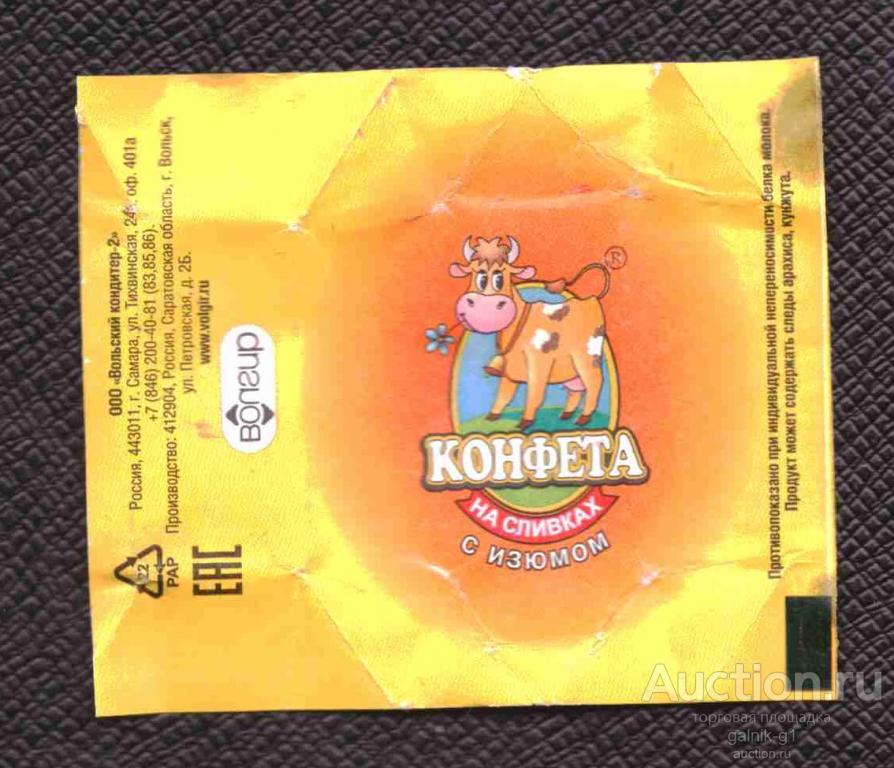 ООО «Вольский кондитер-2»
Россия, 443011, г. Самара, ул. Тихвинская, 24а оф. 401а
+7 (846) 200-40-81 (83,85,86).
Производство: 412904, Россия, Саратовская область, г. Вольск,
ул. Петровская, д. 2Б.
www.volgir.ru
Волгир
22
PAP
ЕАС
®
КОНФЕТА
НА СЛИВКАХ
С ИЗЮМОМ
Противопоказано при индивидуальной непереносимости белка молока.
Продукт может содержать следы арахиса, кунжута.
Auction.ru
торговая площадка
galnik-g1
auction.ru